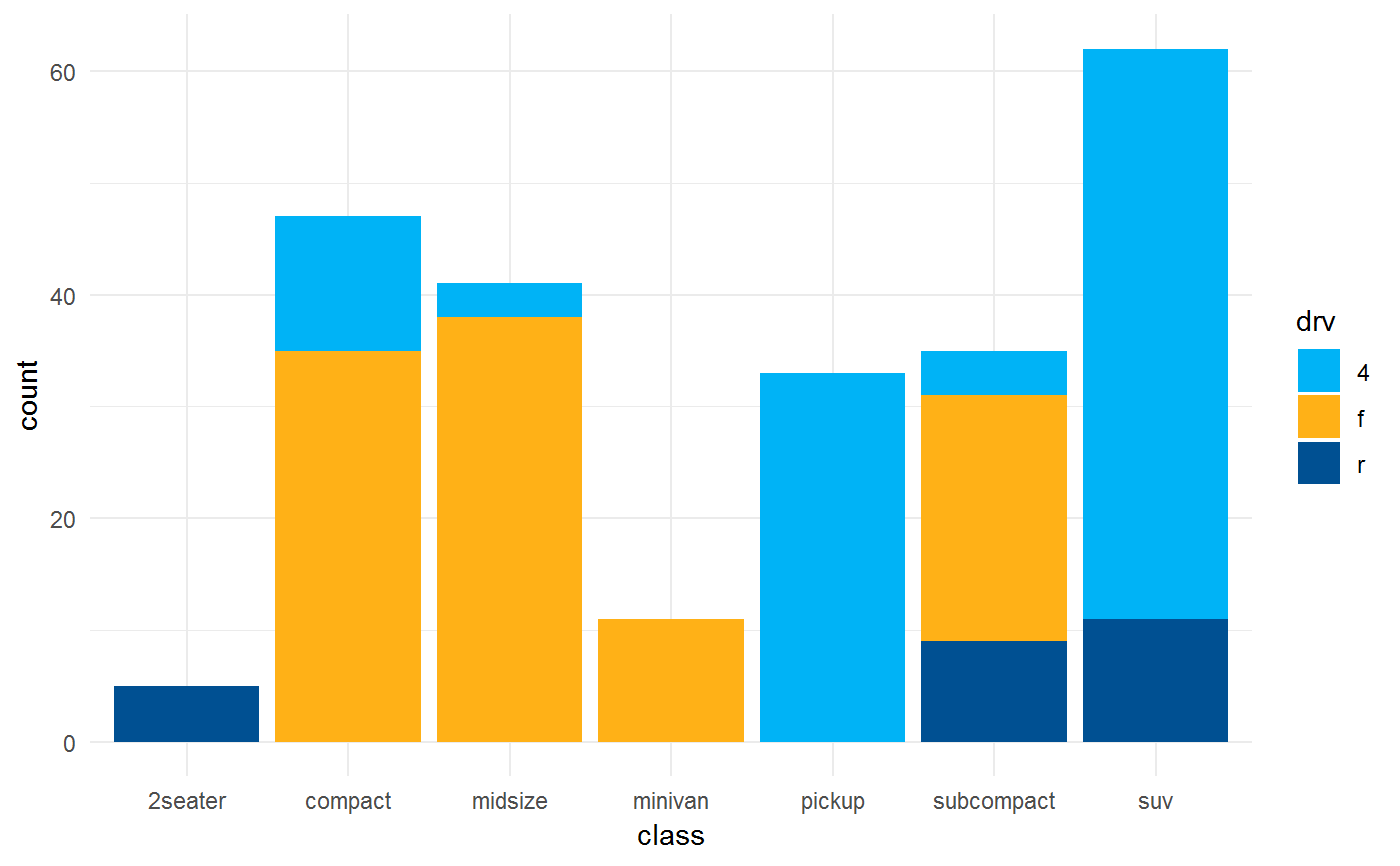 60
40
20
0
count
2seater compact midsize minivan pickup subcompact suv
class
drv
4
f
r